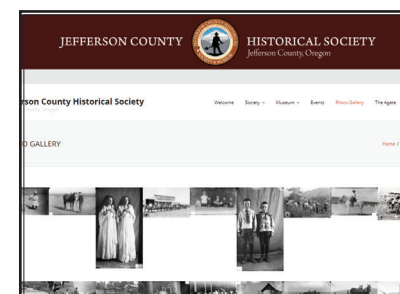 JEFFERSON COUNTY HISTORICAL SOCIETY
Jefferson County, Oregon
rson County Historical Society
Welcome Society Museum Events Photo Gallery The Agate
O GALLERY
Home /